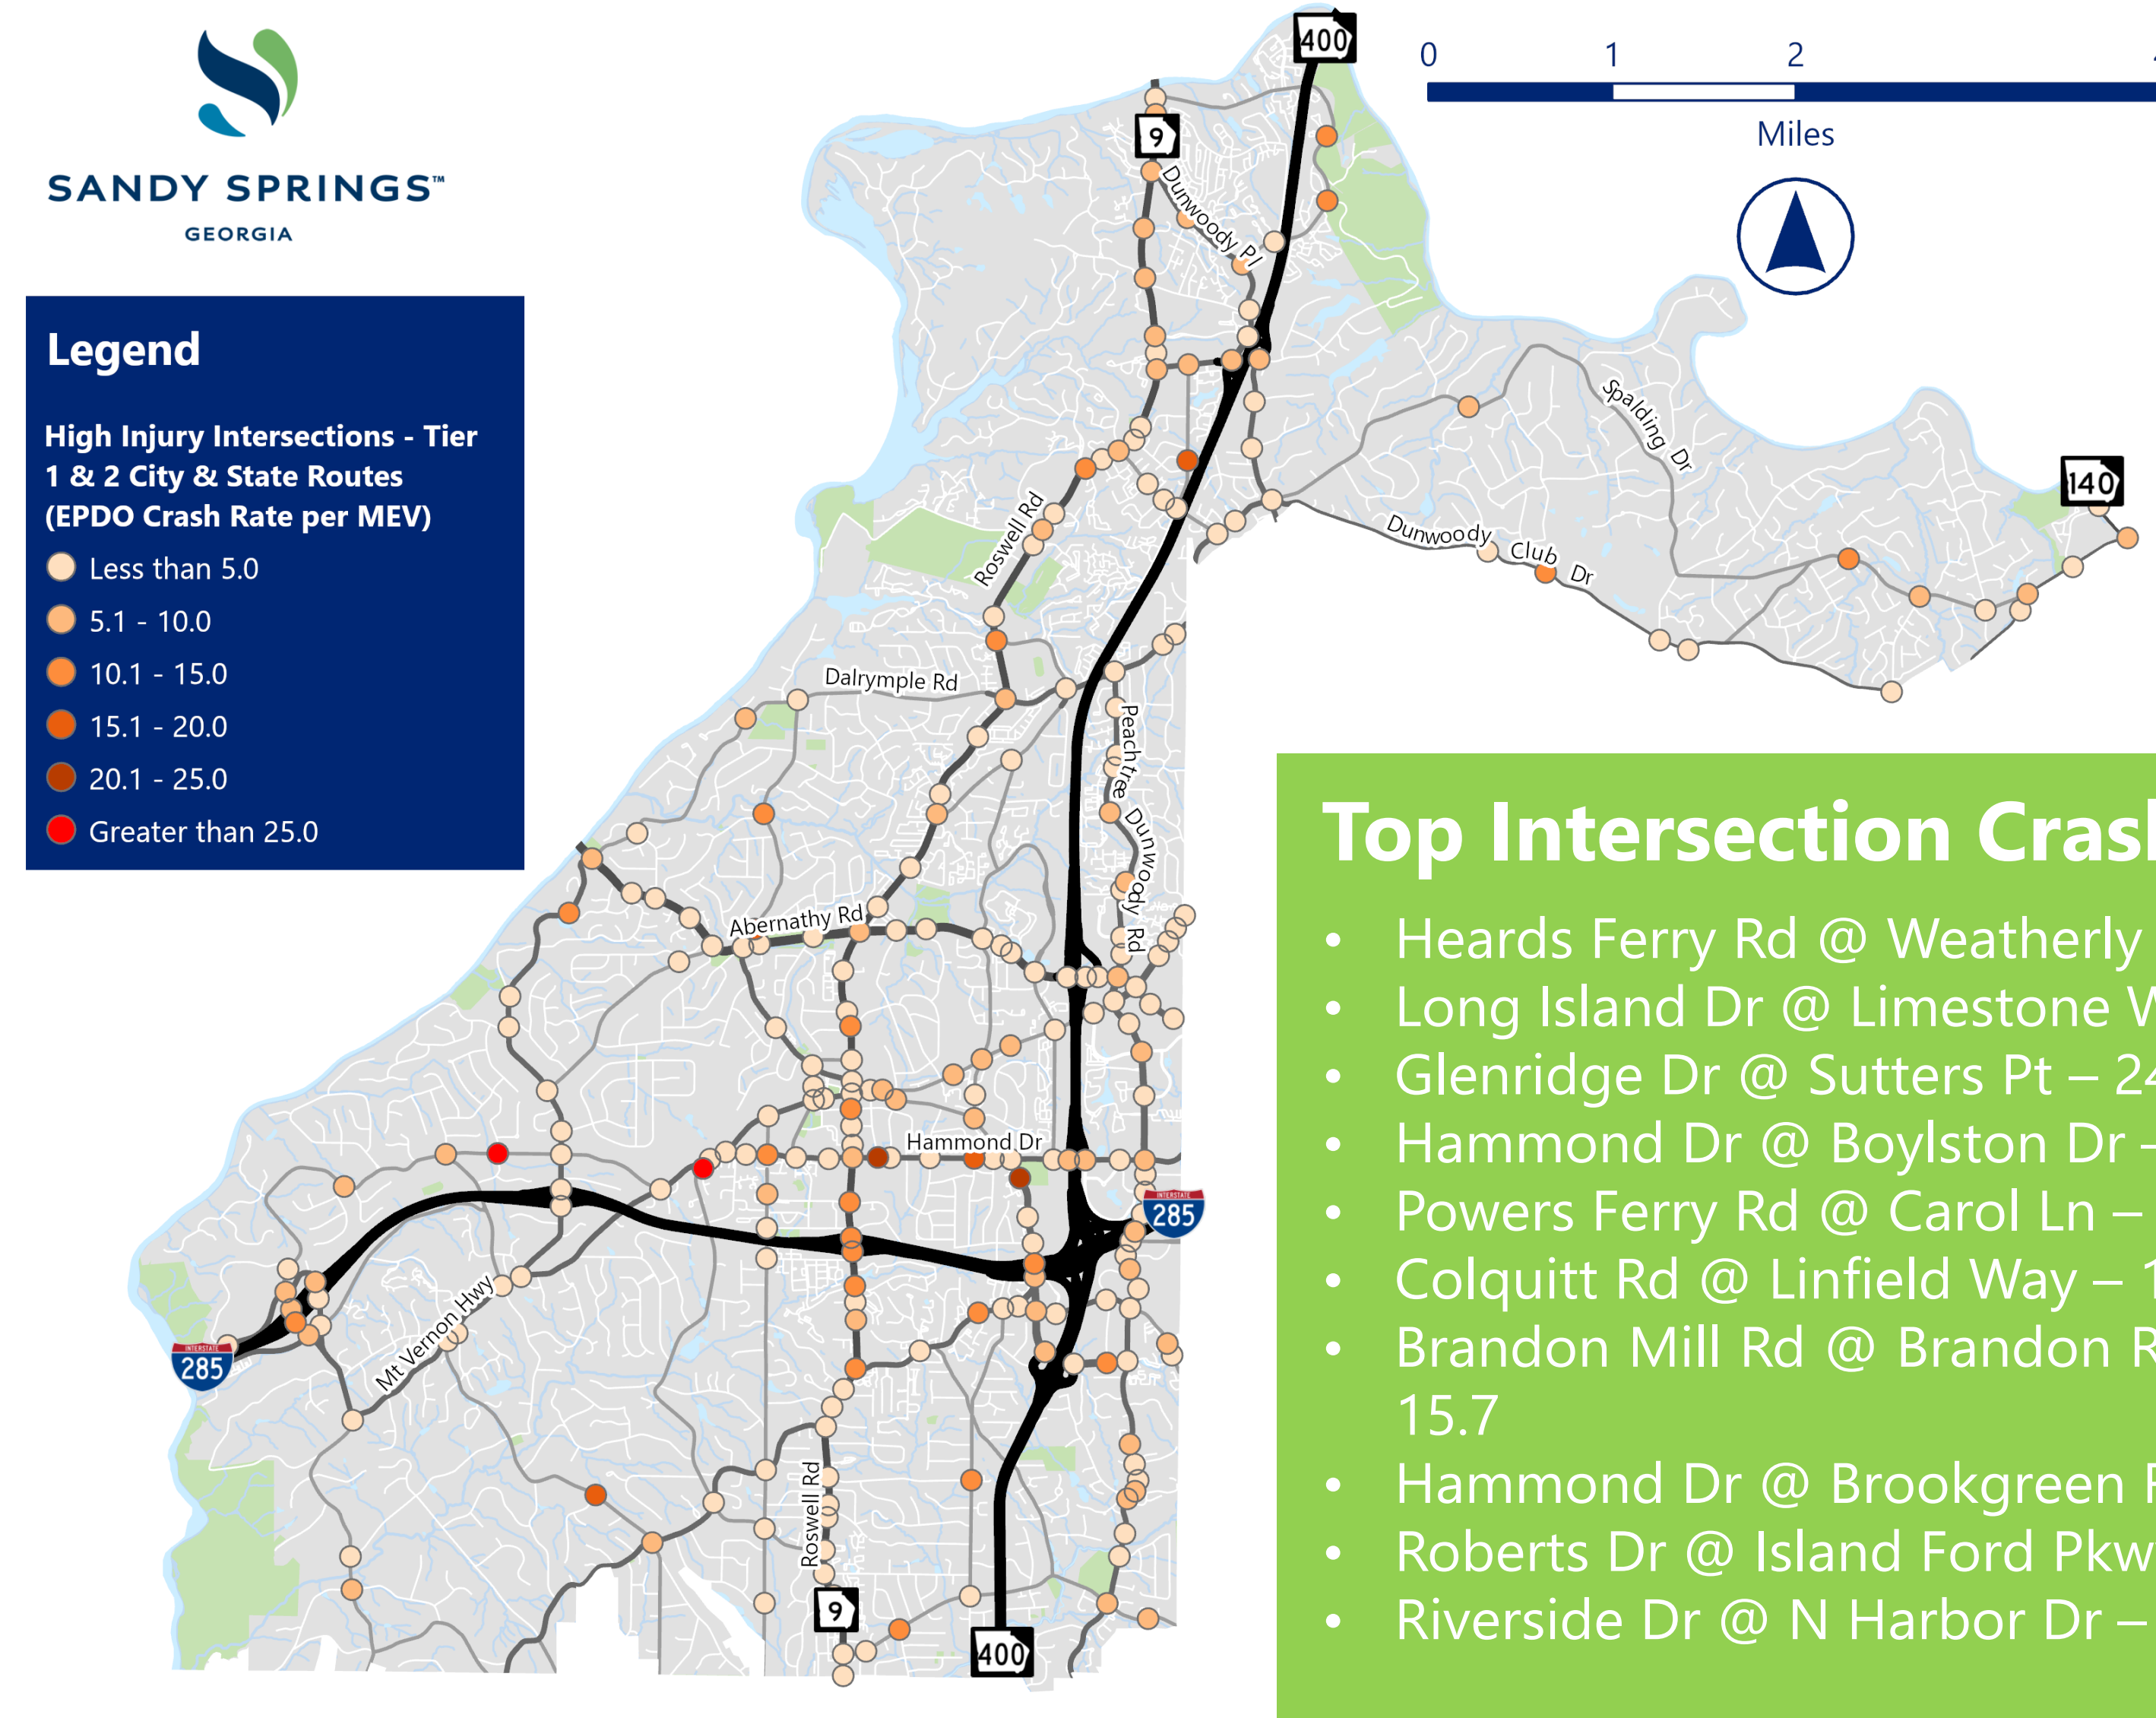 SANDY SPRINGS™
GEORGIA
Legend
High Injury Intersections - Tier
1 & 2 City & State Routes
(EPDO Crash Rate per MEV)
Less than 5.0
5.1 - 10.0
10.1 - 15.0
15.1 - 20.0
20.1 - 25.0
Greater than 25.0
0 1 2
Miles
400
9
Dunwoody Pl
Spalding Dr
140
Roswell Rd
Dunwoody Club Dr
Dalrymple Rd
Peachtree Dunwoody Rd
Abernathy Rd
Hammond Dr
INTERSTATE
285
Mt Vernon Hwy
INTERSTATE
285
Roswell Rd
9
400
Top Intersection Crash
• Heards Ferry Rd @ Weatherly
• Long Island Dr @ Limestone
• Glenridge Dr @ Sutters Pt – 24
• Hammond Dr @ Boylston Dr –
• Powers Ferry Rd @ Carol Ln –
• Colquitt Rd @ Linfield Way – 1
• Brandon Mill Rd @ Brandon
15.7
• Hammond Dr @ Brookgreen
• Roberts Dr @ Island Ford Pkw
• Riverside Dr @ N Harbor Dr –